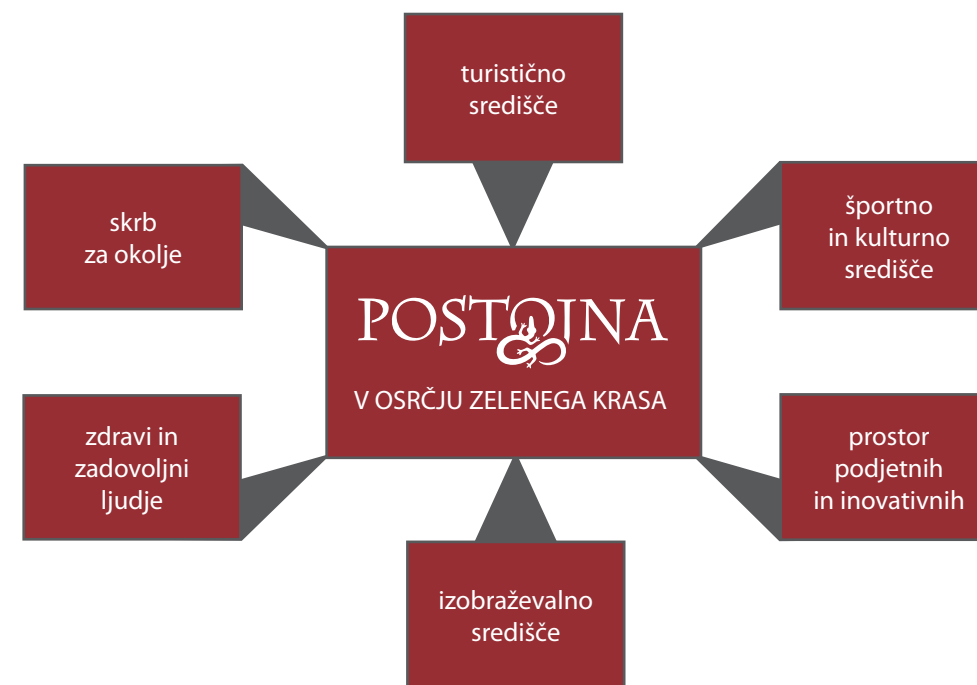 turistično
središče
skrb
za okolje
športno
in kulturno
središče
POSTOJNA
V OSRČJU ZELENEGA KRASA
zdravi in
zadovoljni
ljudje
prostor
podjetnih
in inovativnih
izobraževalno
središče